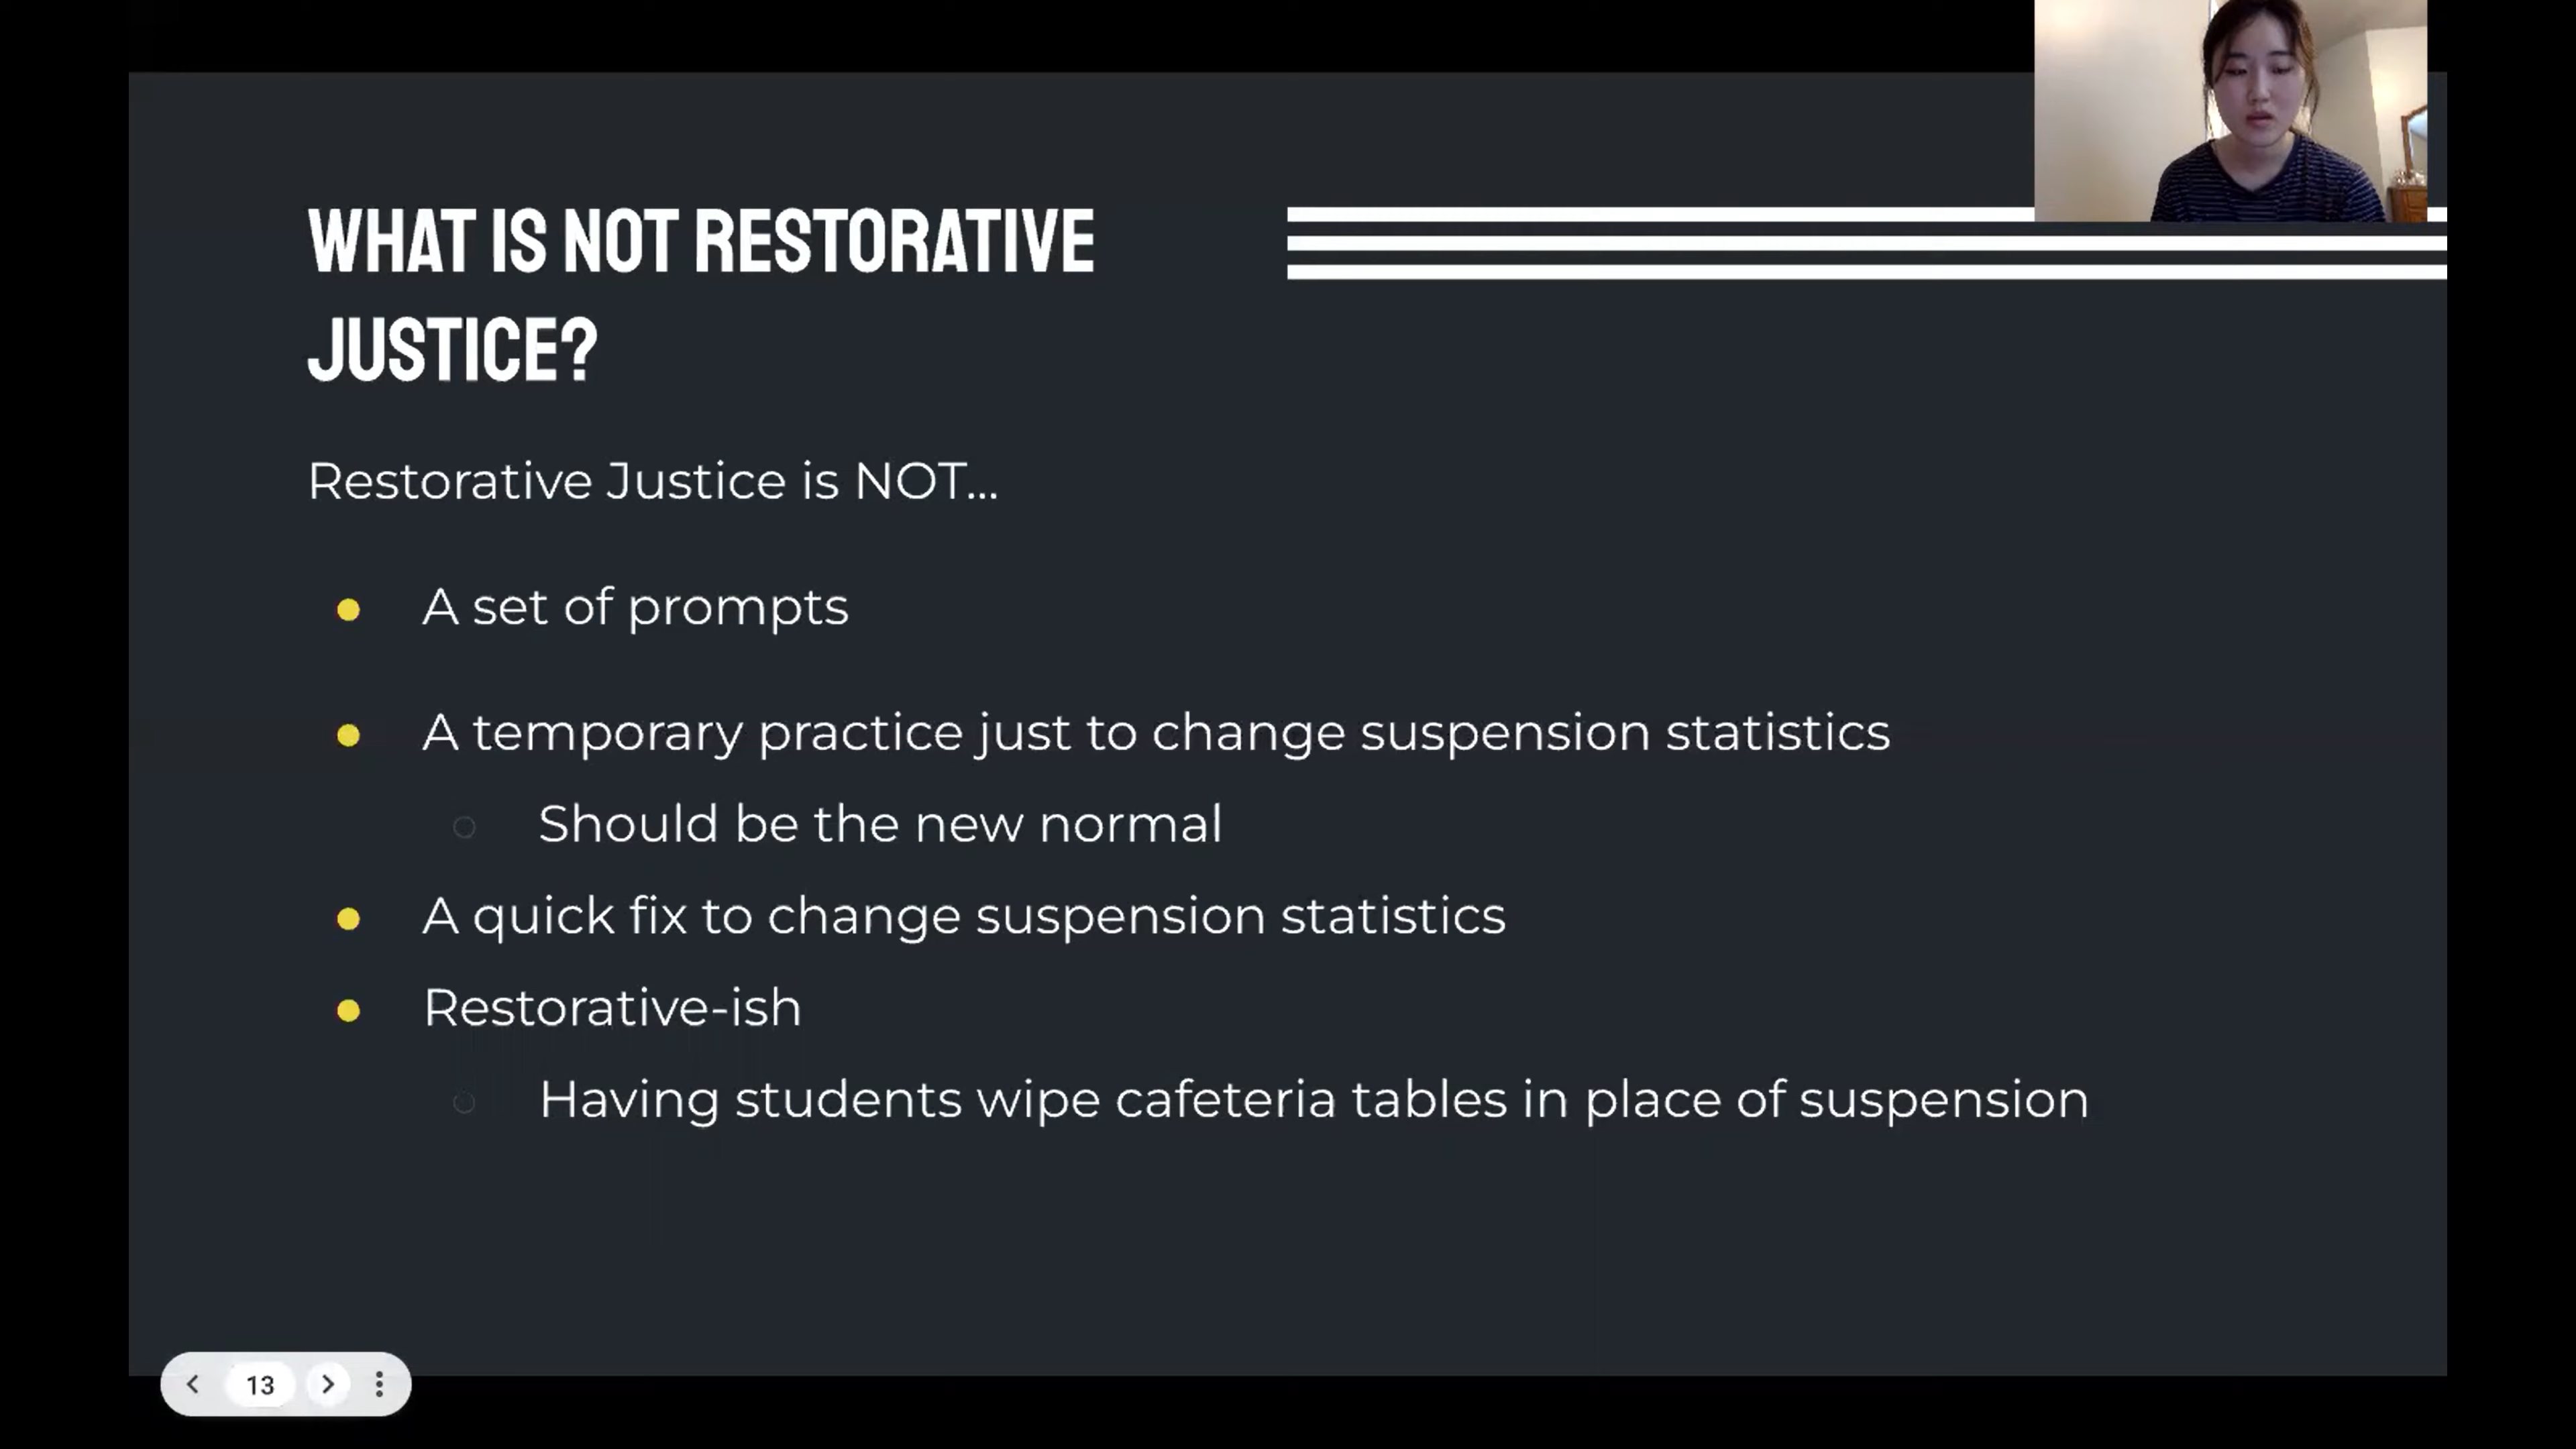 WHAT IS NOT RESTORATIVE
JUSTICE?
Restorative Justice is NOT...
● A set of prompts
● A temporary practice just to change suspension statistics
○ Should be the new normal
● A quick fix to change suspension statistics
● Restorative-ish
○ Having students wipe cafeteria tables in place of suspension
13